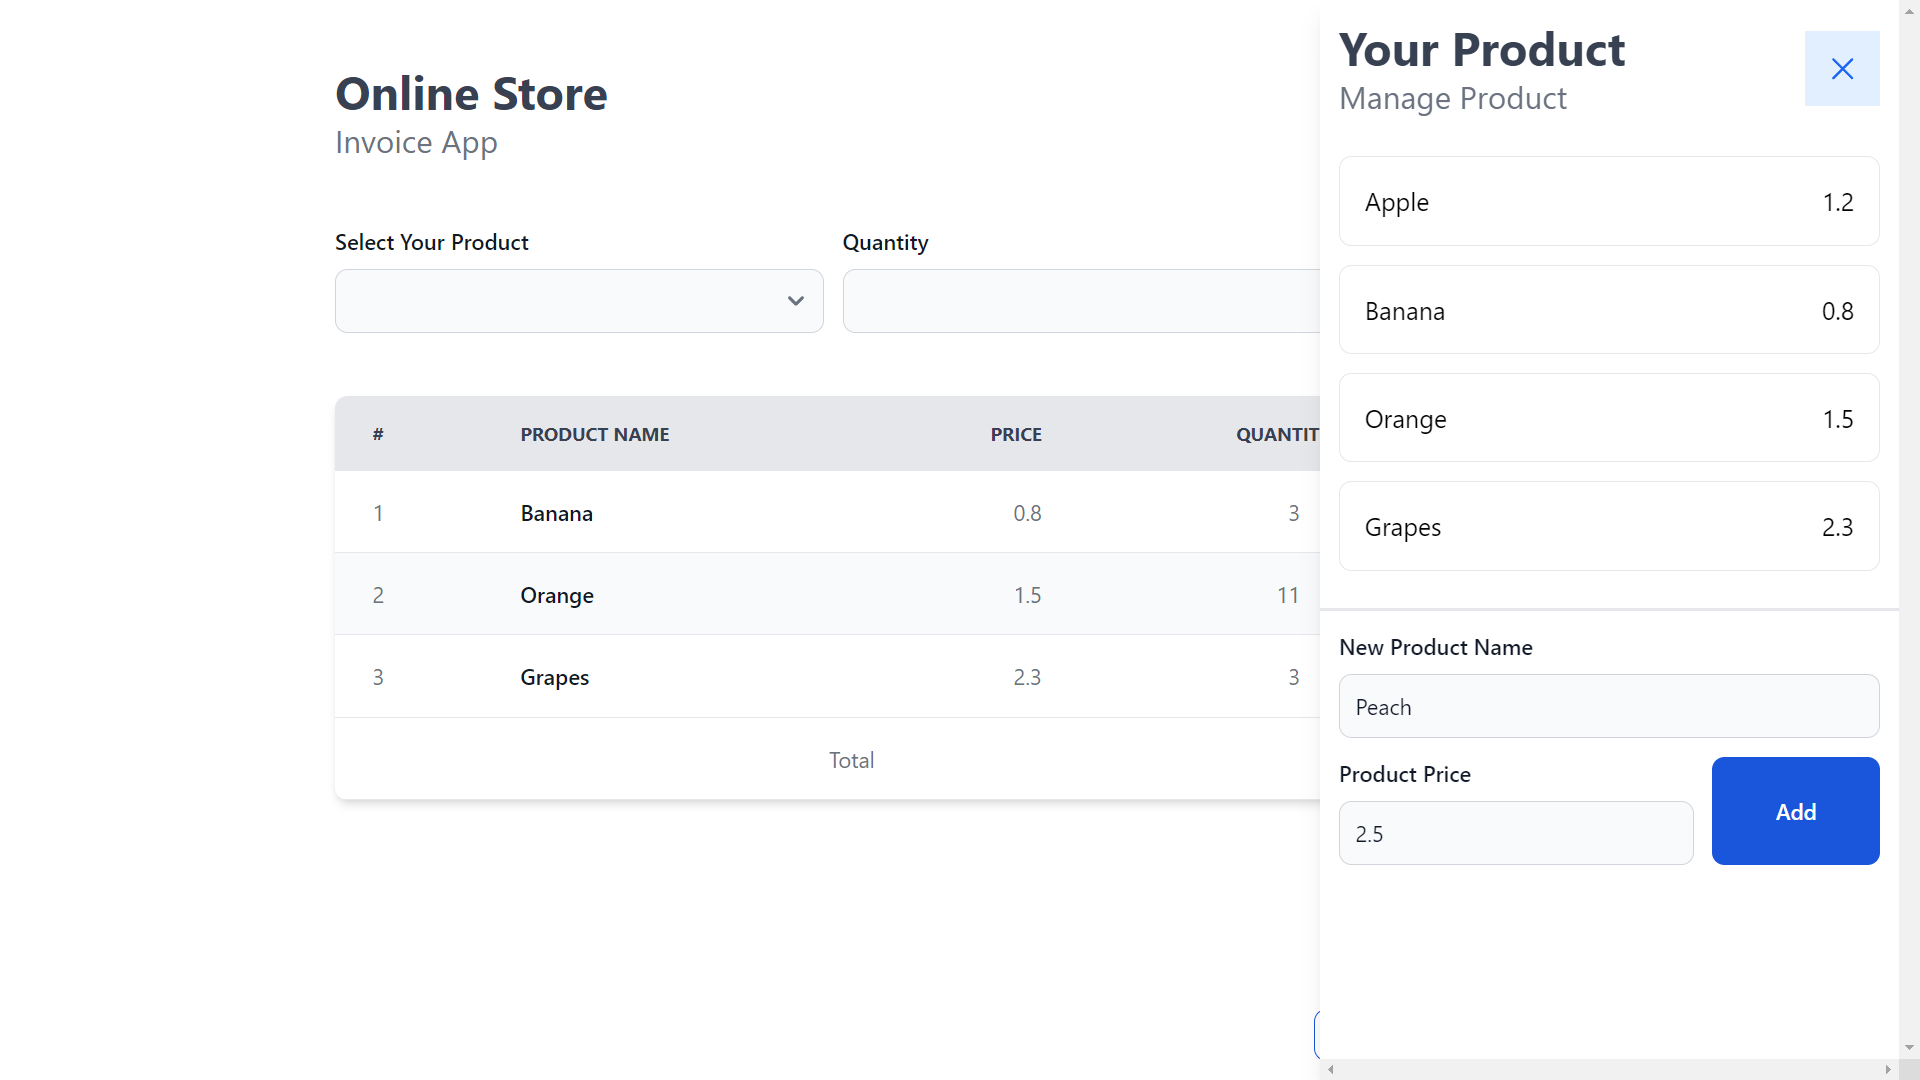 Online Store
Invoice App
Select Your Product
Quantity
# PRODUCT NAME PRICE QUANTIT
1 Banana 0.8 3
2 Orange 1.5 11
3 Grapes 2.3 3
Total
Your Product
Manage Product
Apple 1.2
Banana 0.8
Orange 1.5
Grapes 2.3
New Product Name
Peach
Product Price
2.5
Add